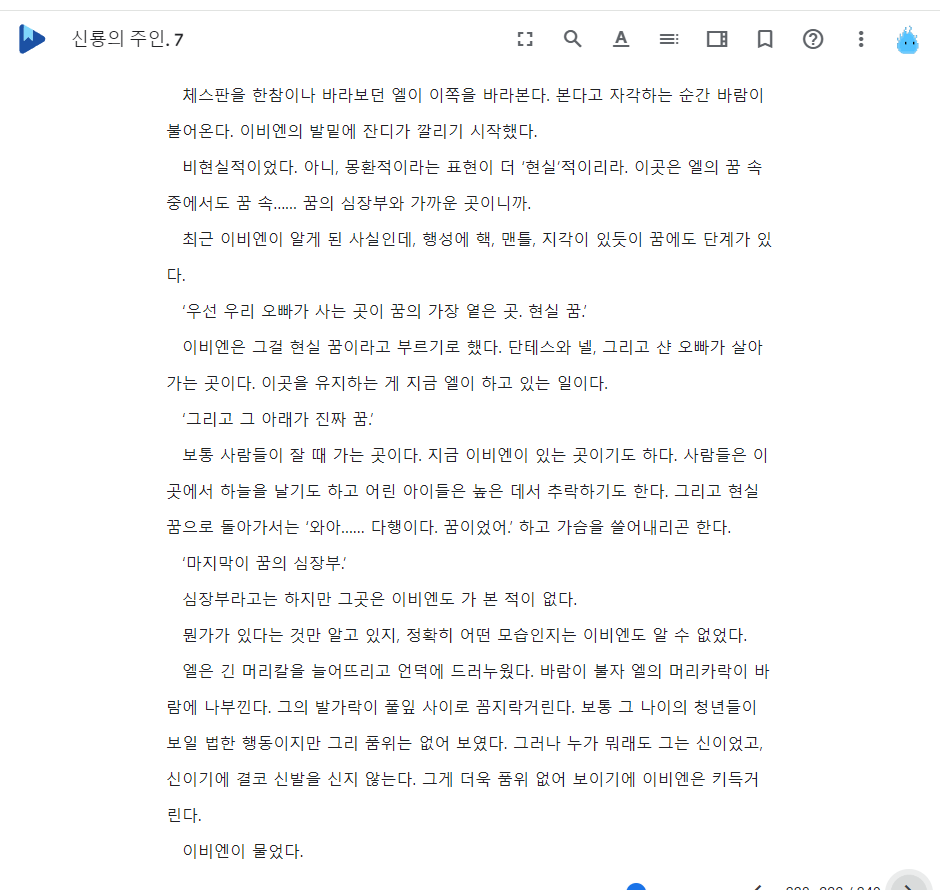 신룡의 주인. 7
체스판을 한참이나 바라보던 엘이 이쪽을 바라본다. 본다고 자각하는 순간 바람이
불어온다. 이비엔의 발밑에 잔디가 깔리기 시작했다.
비현실적이었다. 아니, 몽환적이라는 표현이 더 ‘현실’적이리라. 이곳은 엘의 꿈 속
중에서도 꿈 속…… 꿈의 심장부와 가까운 곳이니까.
최근 이비엔이 알게 된 사실인데, 행성에 핵, 맨틀, 지각이 있듯이 꿈에도 단계가 있
다.
‘우선 우리 오빠가 사는 곳이 꿈의 가장 옅은 곳. 현실 꿈.’
이비엔은 그걸 현실 꿈이라고 부르기로 했다. 단테스와 넬, 그리고 샨 오빠가 살아
가는 곳이다. 이곳을 유지하는 게 지금 엘이 하고 있는 일이다.
‘그리고 그 아래가 진짜 꿈.’
보통 사람들이 잘 때 가는 곳이다. 지금 이비엔이 있는 곳이기도 하다. 사람들은 이
곳에서 하늘을 날기도 하고 어린 아이들은 높은 데서 추락하기도 한다. 그리고 현실
꿈으로 돌아가서는 ‘와아…… 다행이다. 꿈이었어.’ 하고 가슴을 쓸어내리곤 한다.
‘마지막이 꿈의 심장부.’
심장부라고는 하지만 그곳은 이비엔도 가 본 적이 없다.
뭔가가 있다는 것만 알고 있지, 정확히 어떤 모습인지는 이비엔도 알 수 없었다.
엘은 긴 머리칼을 늘어뜨리고 언덕에 드러누웠다. 바람이 불자 엘의 머리카락이 바
람에 나부낀다. 그의 발가락이 풀잎 사이로 꼼지락거린다. 보통 그 나이의 청년들이
보일 법한 행동이지만 그리 품위는 없어 보였다. 그러나 누가 뭐래도 그는 신이었고,
신이기에 결코 신발을 신지 않는다. 그게 더욱 품위 없어 보이기에 이비엔은 키득거
린다.
이비엔이 물었다.